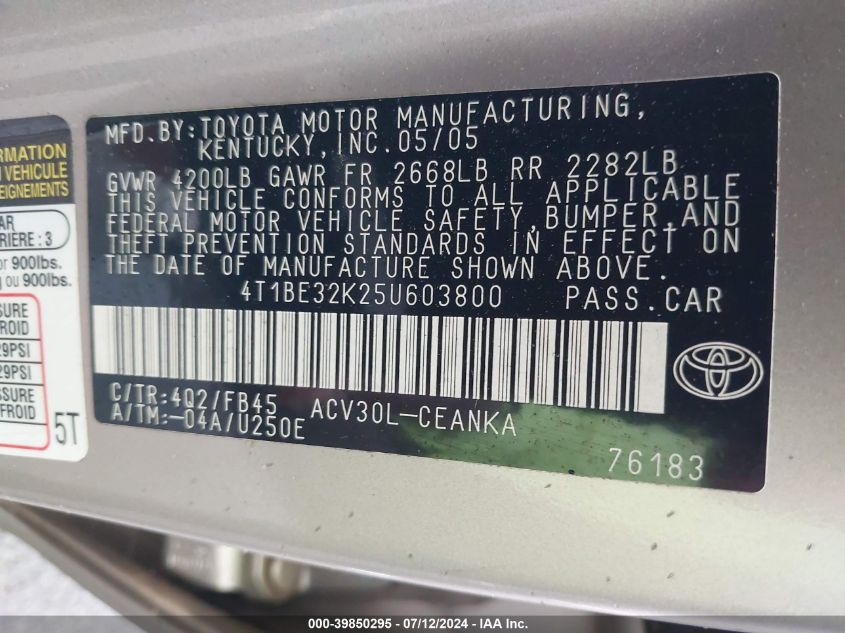 MFD.BY:TOYOTA MOTOR MANUFACTURING,
KENTUCKY,INC.05/05
GVWR 4200LB GAWR FR 2668LB RR 2282LB
THIS VEHICLE CONFORMS TO ALL APPLICABLE
FEDERAL MOTOR VEHICLE SAFETY,BUMPER,AND
THEFT PREVENTION STANDARDS IN EFFECT ON
THE DATE OF MANUFACTURE SHOWN ABOVE.
4T1BE32K25U603800 PASS.CAR
C/TR:4Q2/FB45 ACV30L-CEANKA
A/TM:-04A/U250E
76183
RMATION
VEHICLE
EIGNEMENTS
AR
RIÈRE : 3
or 900lbs.
ou 900lbs.
SURE
ROID
29PSI
29PSI
SSURE
FROID
5T
000-39850295 - 07/12/2024 - IAA, Inc.